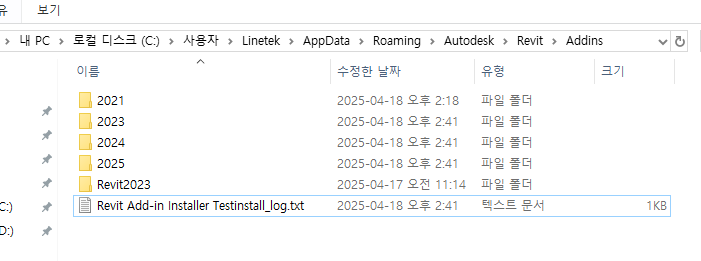 유 보기
내 PC > 로컬 디스크 (C:) > 사용자 > Linetek > AppData > Roaming > Autodesk > Revit > Addins
이름 수정한 날짜 유형 크기
2021 2025-04-18 오후 2:18 파일 폴더
2023 2025-04-18 오후 2:41 파일 폴더
2024 2025-04-18 오후 2:41 파일 폴더
2025 2025-04-18 오후 2:41 파일 폴더
Revit2023 2025-04-17 오전 11:14 파일 폴더
C:) Revit Add-in Installer Testinstall_log.txt 2025-04-18 오후 2:41 텍스트 문서 1KB
D:)